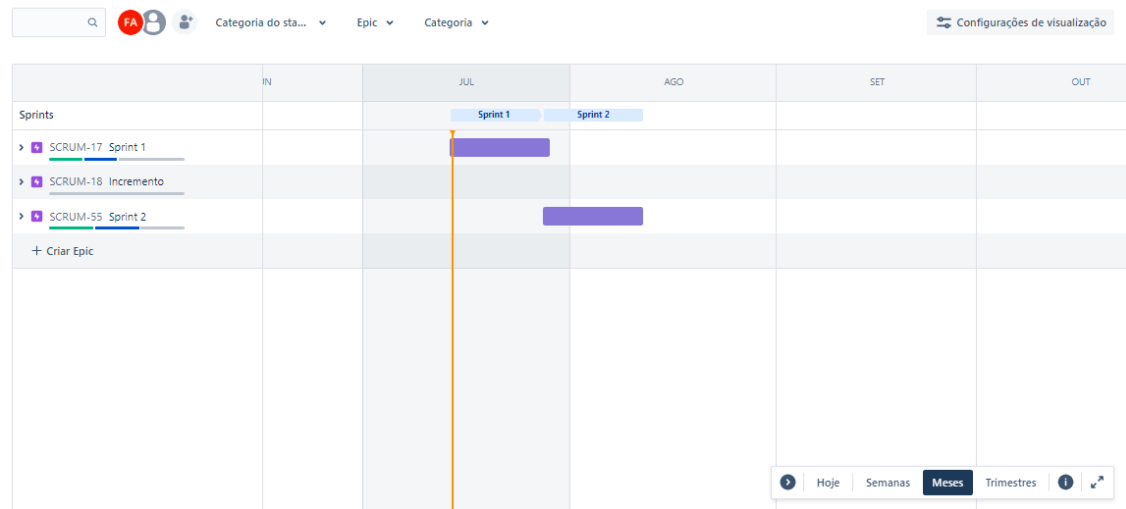 FA Categoria do sta... Epic Categoria Configurações de visualização
JUL AGO SET OUT
Sprints Sprint 1 Sprint 2
SCRUM-17 Sprint 1
SCRUM-18 Incremento
SCRUM-55 Sprint 2
+ Criar Epic
Hoje Semanas Meses Trimestres